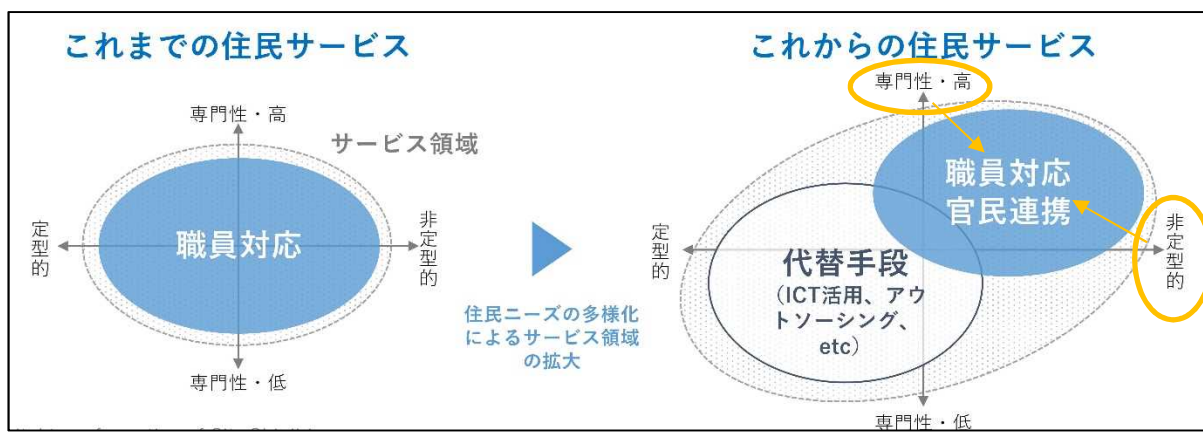 これまでの住民サービス
専門性・高
サービス領域
定型的
職員対応
非定型的
専門性・低
住民ニーズの多様化
によるサービス領域
の拡大
これからの住民サービス
専門性・高
職員対応
官民連携
定型的
非定型的
代替手段
（ICT活用、アウ
トソーシング、
etc）
専門性・低